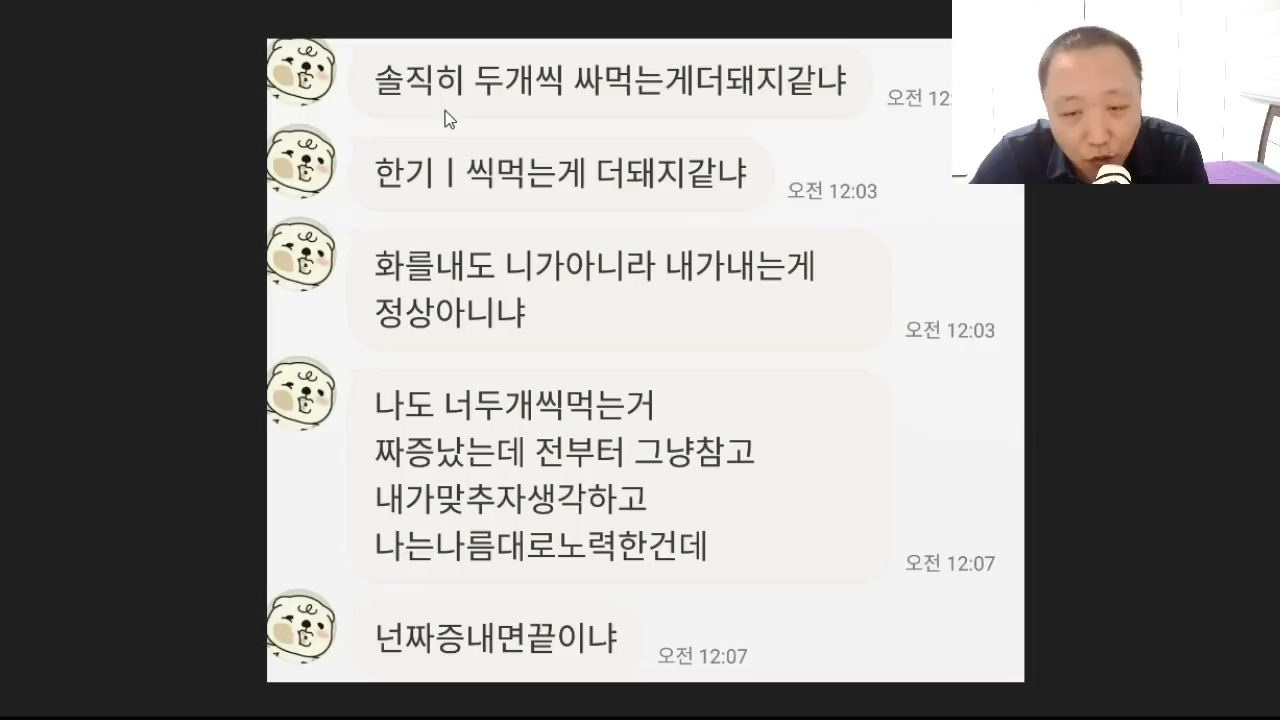 솔직히 두개씩 싸먹는게더돼지같냐
오전 12:
한기ㅣ씩먹는게 더돼지같냐
오전 12:03
화를내도 니가아니라 내가내는게
정상아니냐
오전 12:03
나도 너두개씩먹는거
짜증났는데 전부터 그냥참고
내가맞추자생각하고
나는나름대로노력한건데
오전 12:07
넌짜증내면끝이냐
오전 12:07